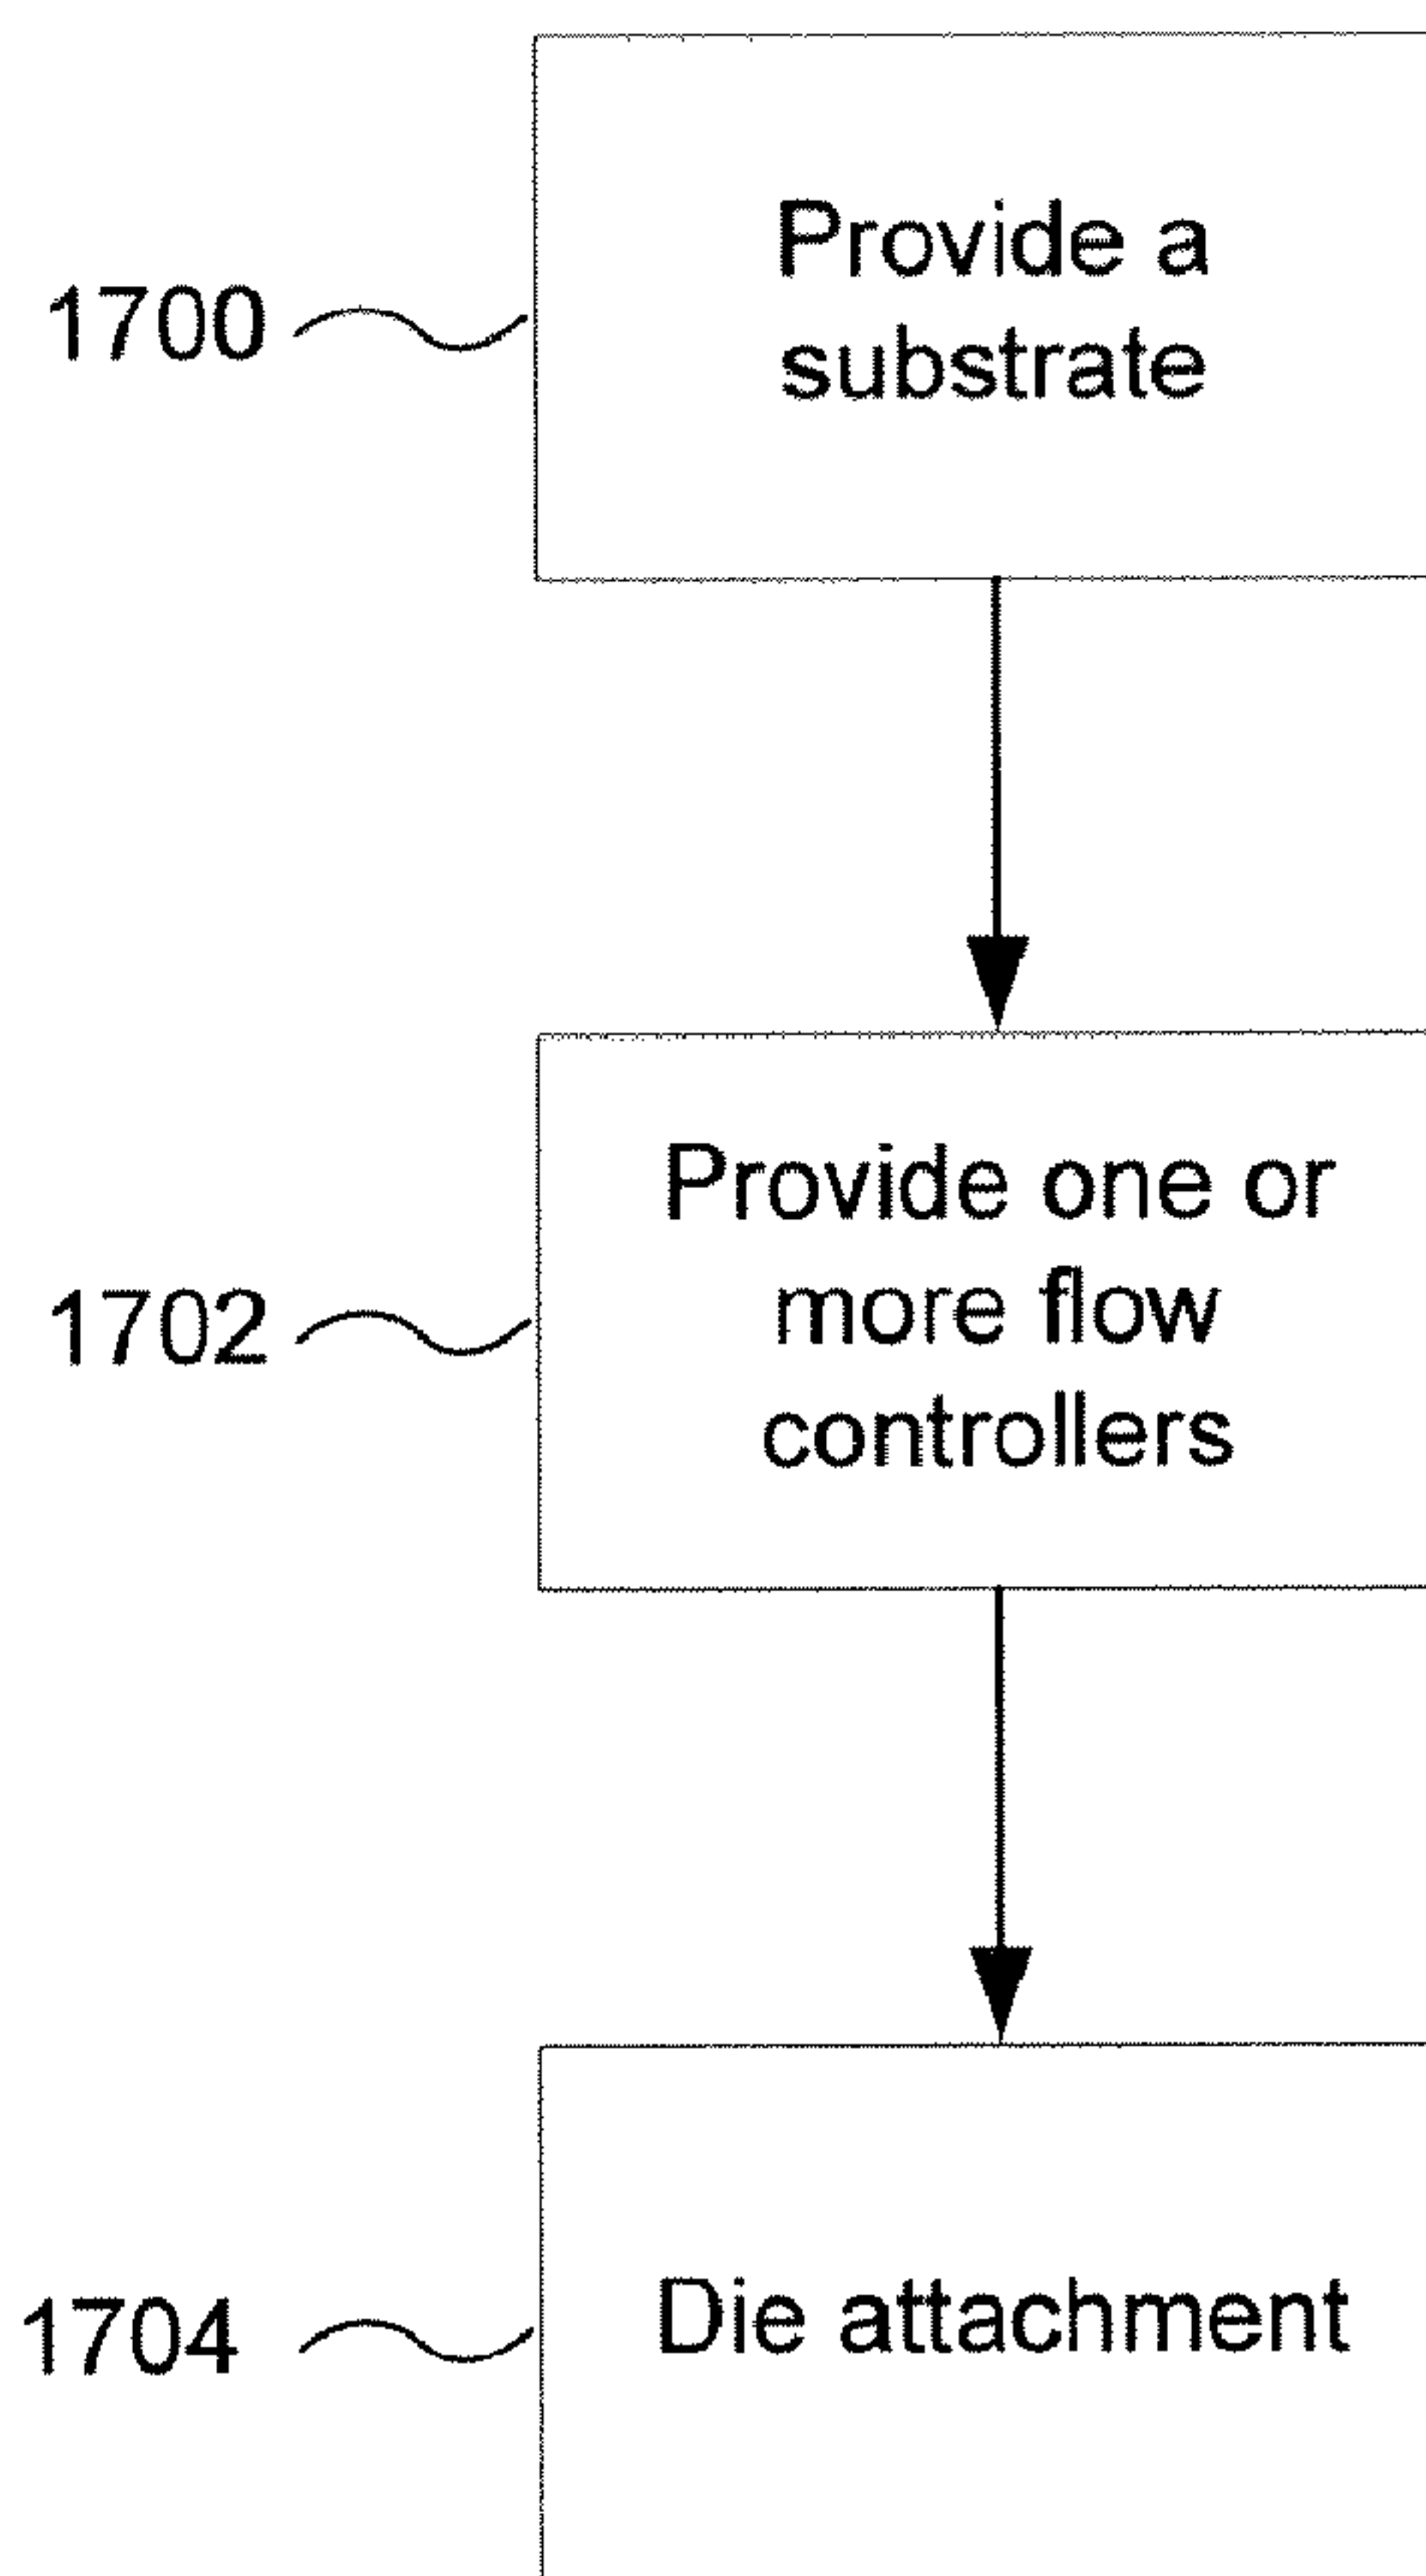 1700
Provide a
substrate
1702
Provide one or
more flow
controllers
1704
Die attachment